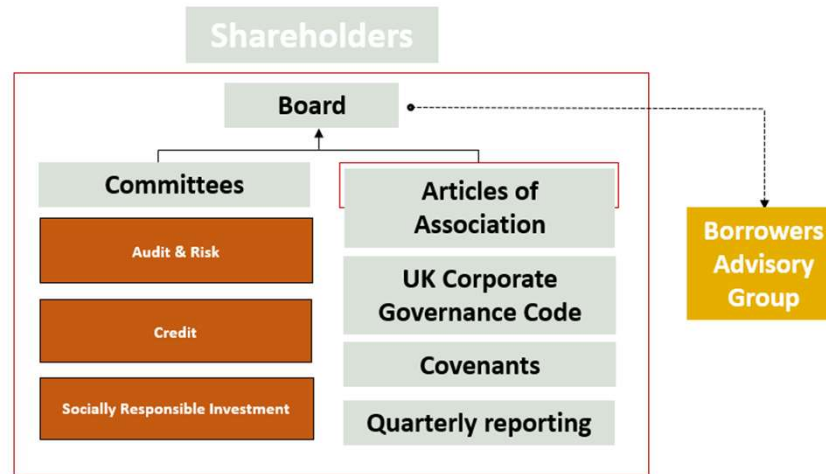 Shareholders
Board
Committees
Audit & Risk
Credit
Socially Responsible Investment
Articles of
Association
UK Corporate
Governance Code
Covenants
Quarterly reporting
Borrowers
Advisory
Group